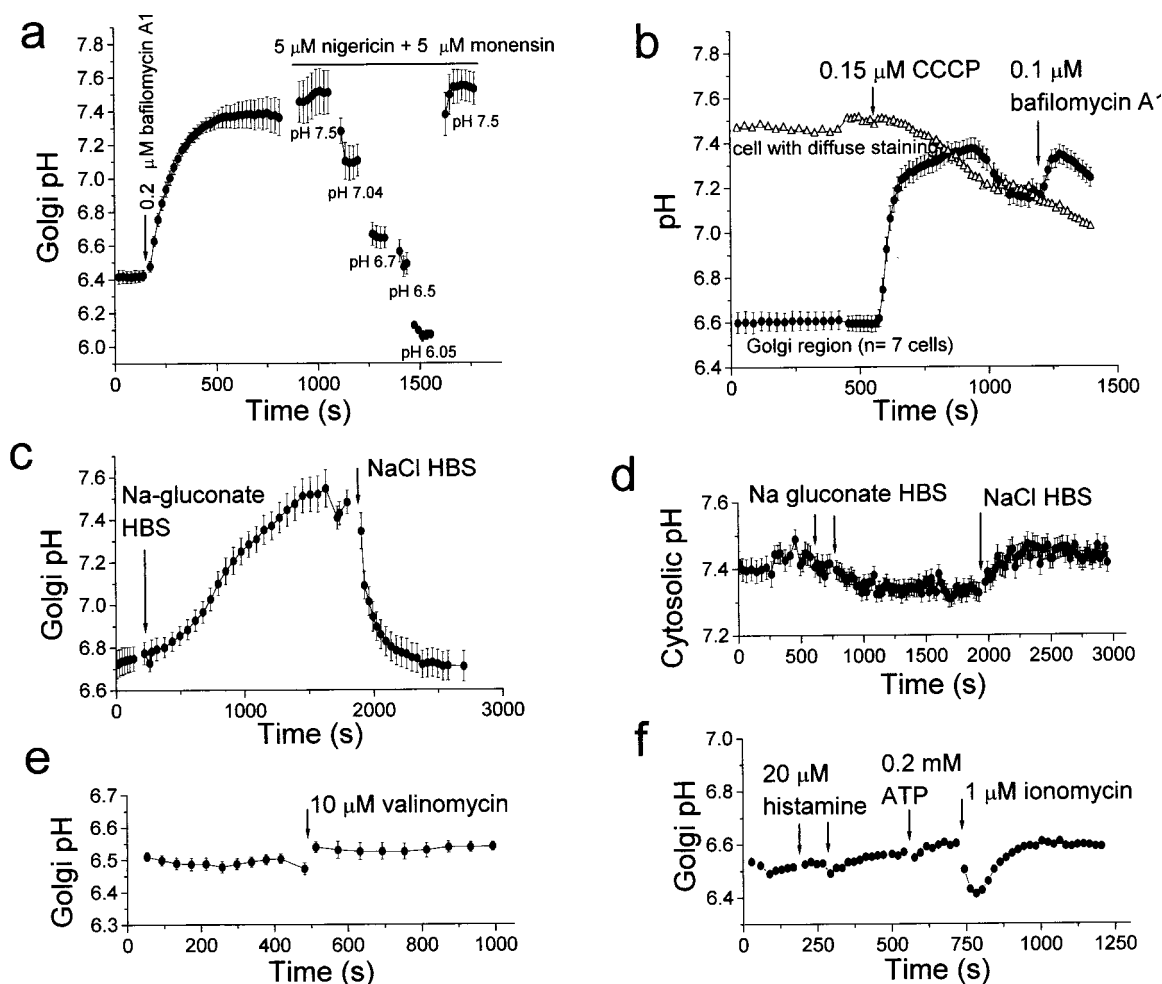 a
7.8
7.6
7.4
7.2
7.0
6.8
6.6
6.4
6.2
6.0
Golgi pH
0.2 μM bafilomycin A1
5 μM nigericin + 5 μM monensin
pH 7.5
pH 7.04
pH 6.7
pH 6.5
pH 6.05
pH 7.5
0 500 1000 1500
Time (s)
b
7.8
7.6
7.4
7.2
7.0
6.8
6.6
6.4
pH
0.15 μM CCCP
0.1 μM
bafilomycin A1
cell with diffuse staining
Golgi region (n= 7 cells)
0 500 1000 1500
Time (s)
c
7.6
7.4
7.2
7.0
6.8
6.6
Golgi pH
Na-gluconate
HBS
NaCl HBS
0 1000 2000 3000
Time (s)
d
7.6
7.4
7.2
Cytosolic pH
Na gluconate HBS
NaCl HBS
0 500 1000 1500 2000 2500 3000
Time (s)
e
6.7
6.6
6.5
6.4
6.3
Golgi pH
10 μM valinomycin
0 200 400 600 800 1000
Time (s)
f
7.0
6.8
6.6
6.4
6.2
Golgi pH
20 μM
histamine
0.2 mM
ATP
1 μM ionomycin
0 250 500 750 1000 1250
Time (s)